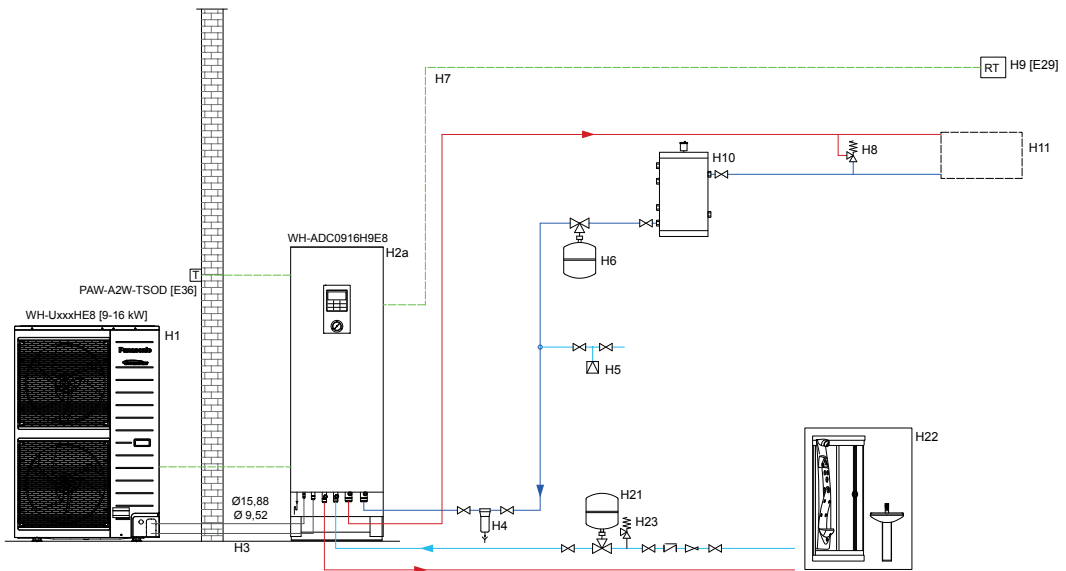 RT
H9 [E29]
H7
H8
H10
H11
WH-ADC0916H9E8
H2a
H6
T
PAW-A2W-TSOD [E36]
WH-UxxxHE8 [9-16 kW]
H1
Panasonic
H5
H22
Ø15,88
Ø 9,52
H21
H23
H4
H3